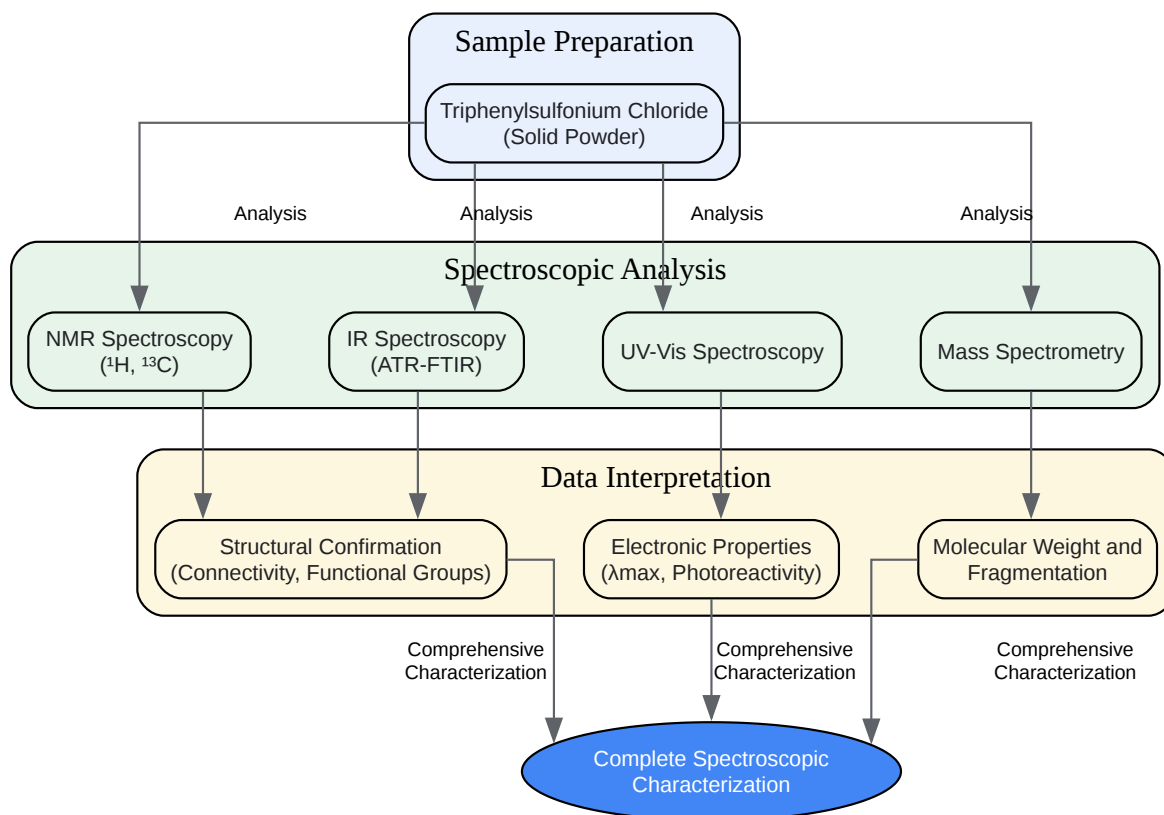 Sample Preparation
Triphenylsulfonium Chloride
(Solid Powder)
Analysis
Analysis
Analysis
Analysis
Spectroscopic Analysis
NMR Spectroscopy
(¹H, ¹³C)
IR Spectroscopy
(ATR-FTIR)
UV-Vis Spectroscopy
Mass Spectrometry
Data Interpretation
Structural Confirmation
(Connectivity, Functional Groups)
Electronic Properties
(λmax, Photoreactivity)
Molecular Weight and
Fragmentation
Comprehensive
Characterization
Comprehensive
Characterization
Comprehensive
Characterization
Complete Spectroscopic
Characterization